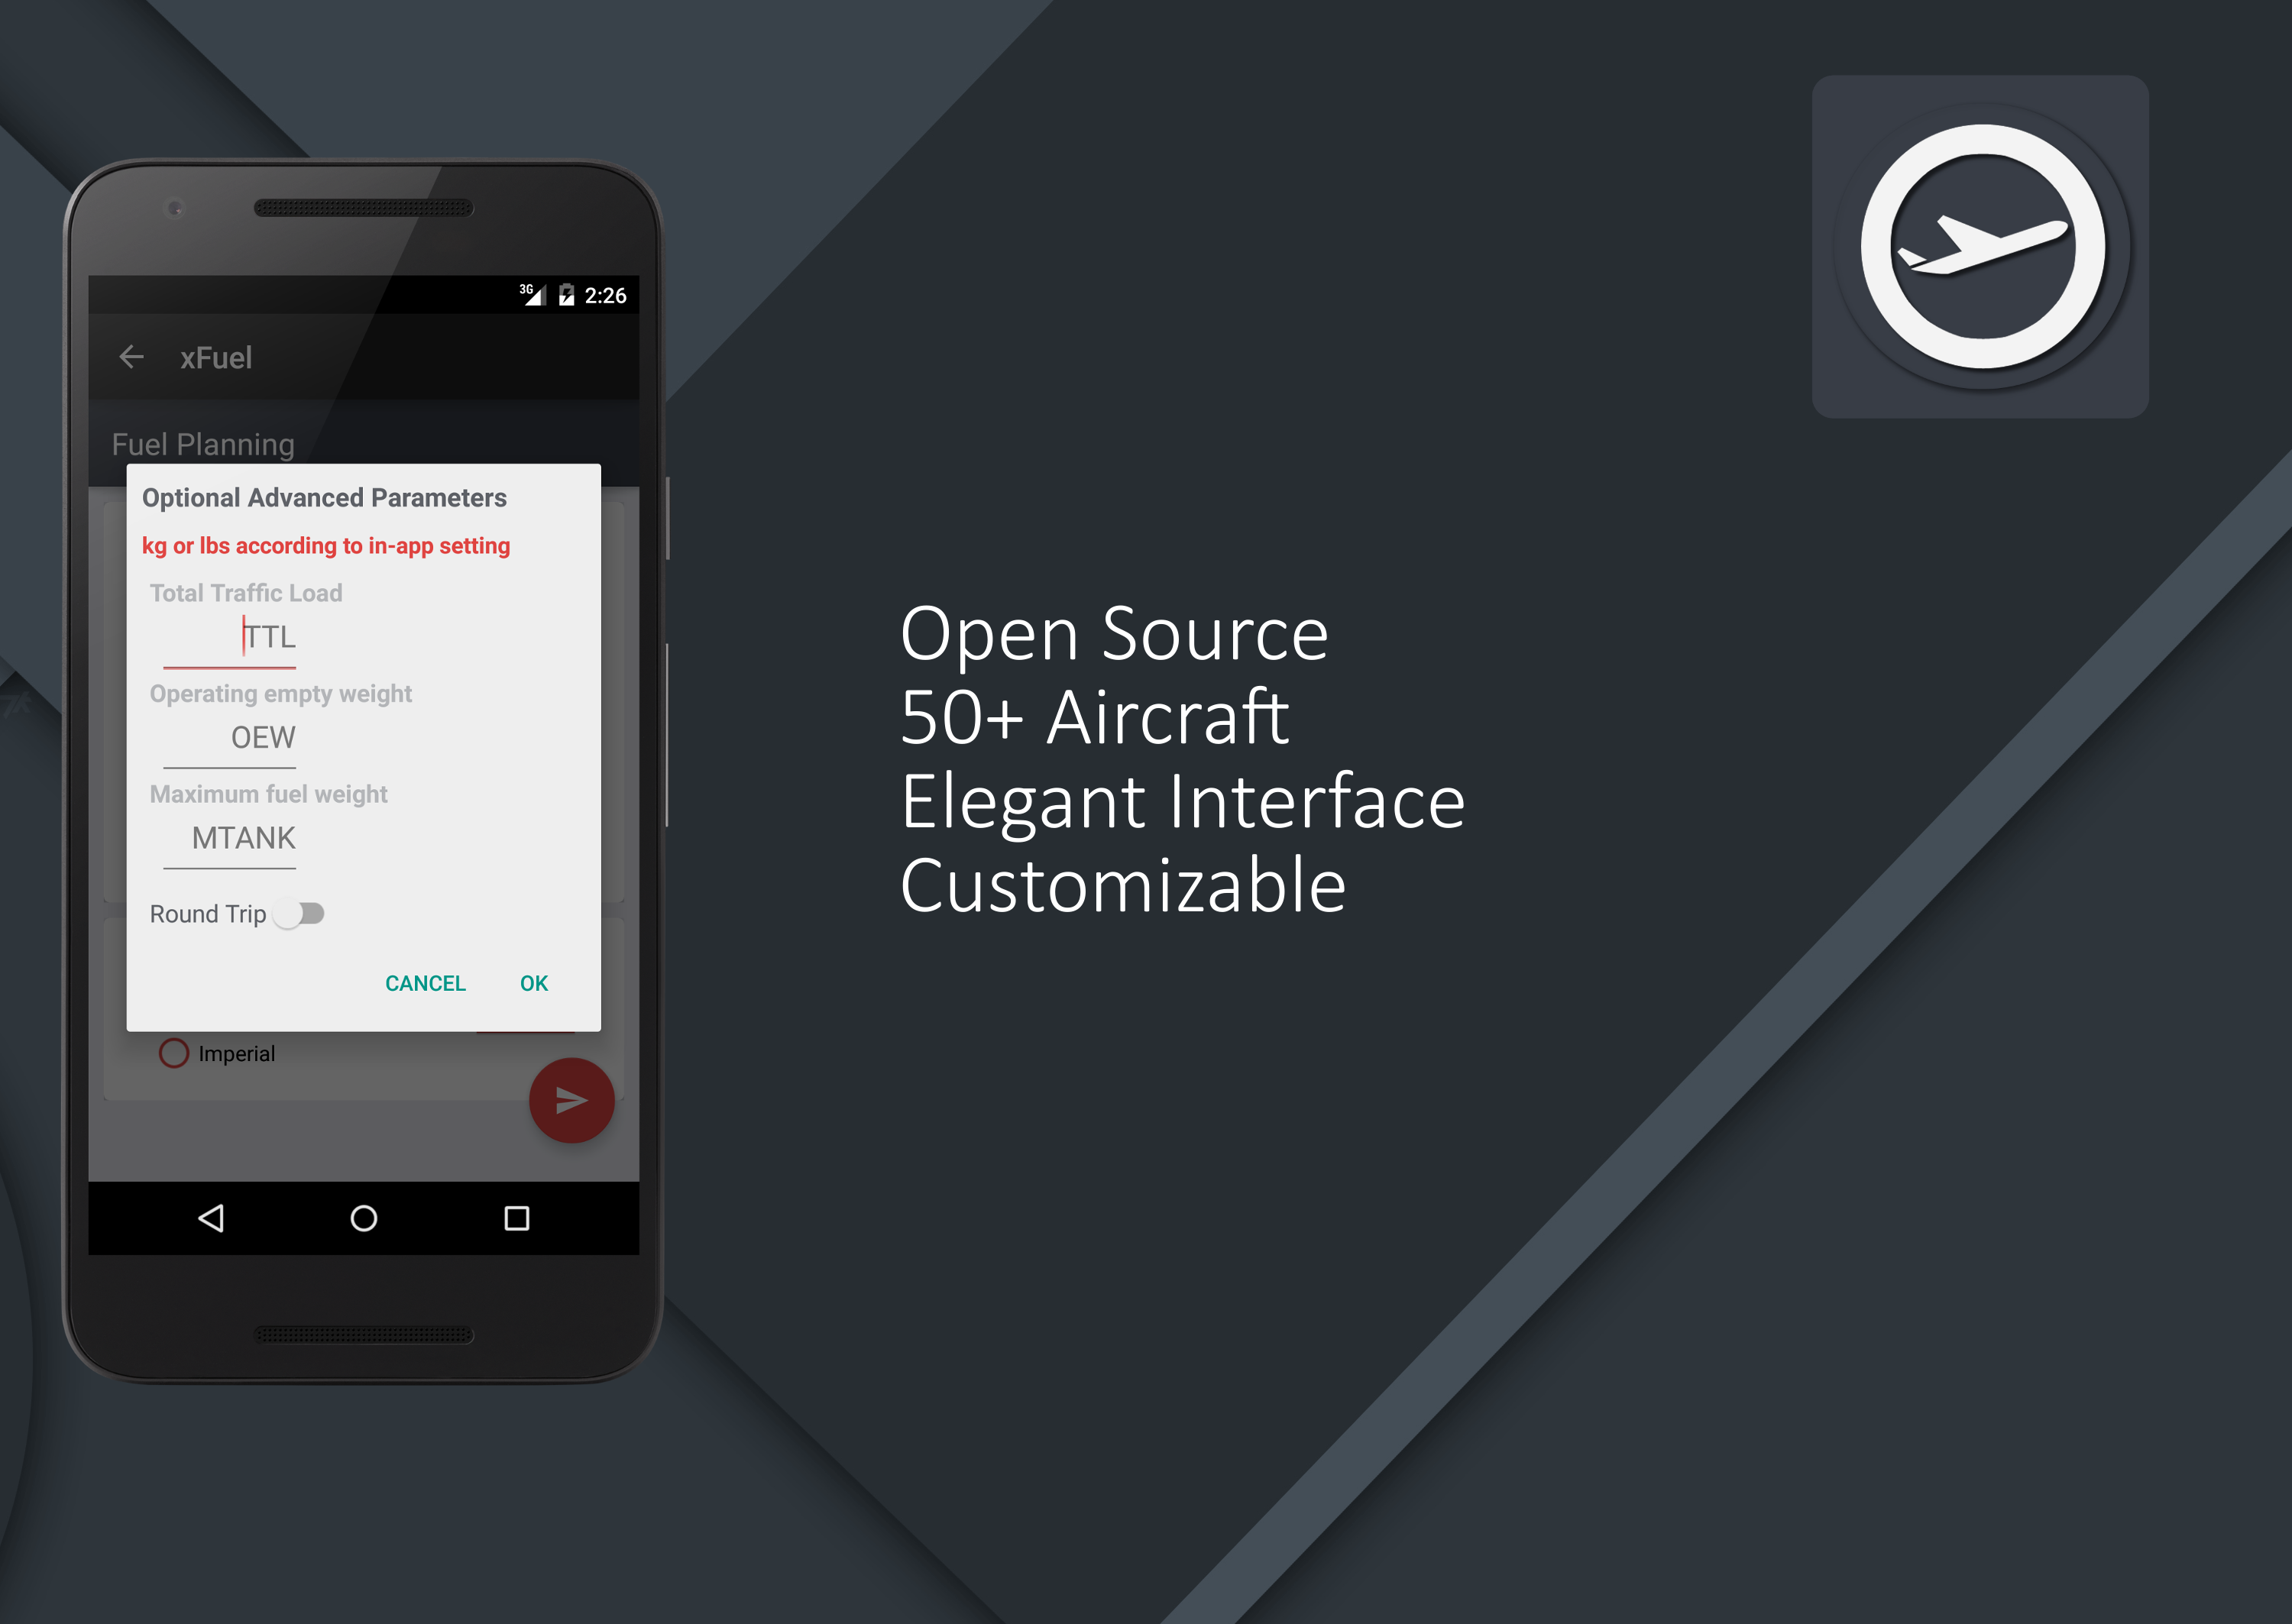 3G 2:26
xFuel
Fuel Planning
Optional Advanced Parameters
kg or lbs according to in-app setting
Total Traffic Load
TTL
Operating empty weight
OEW
Maximum fuel weight
MTANK
Round Trip
CANCEL OK
Imperial
Open Source
50+ Aircraft
Elegant Interface
Customizable